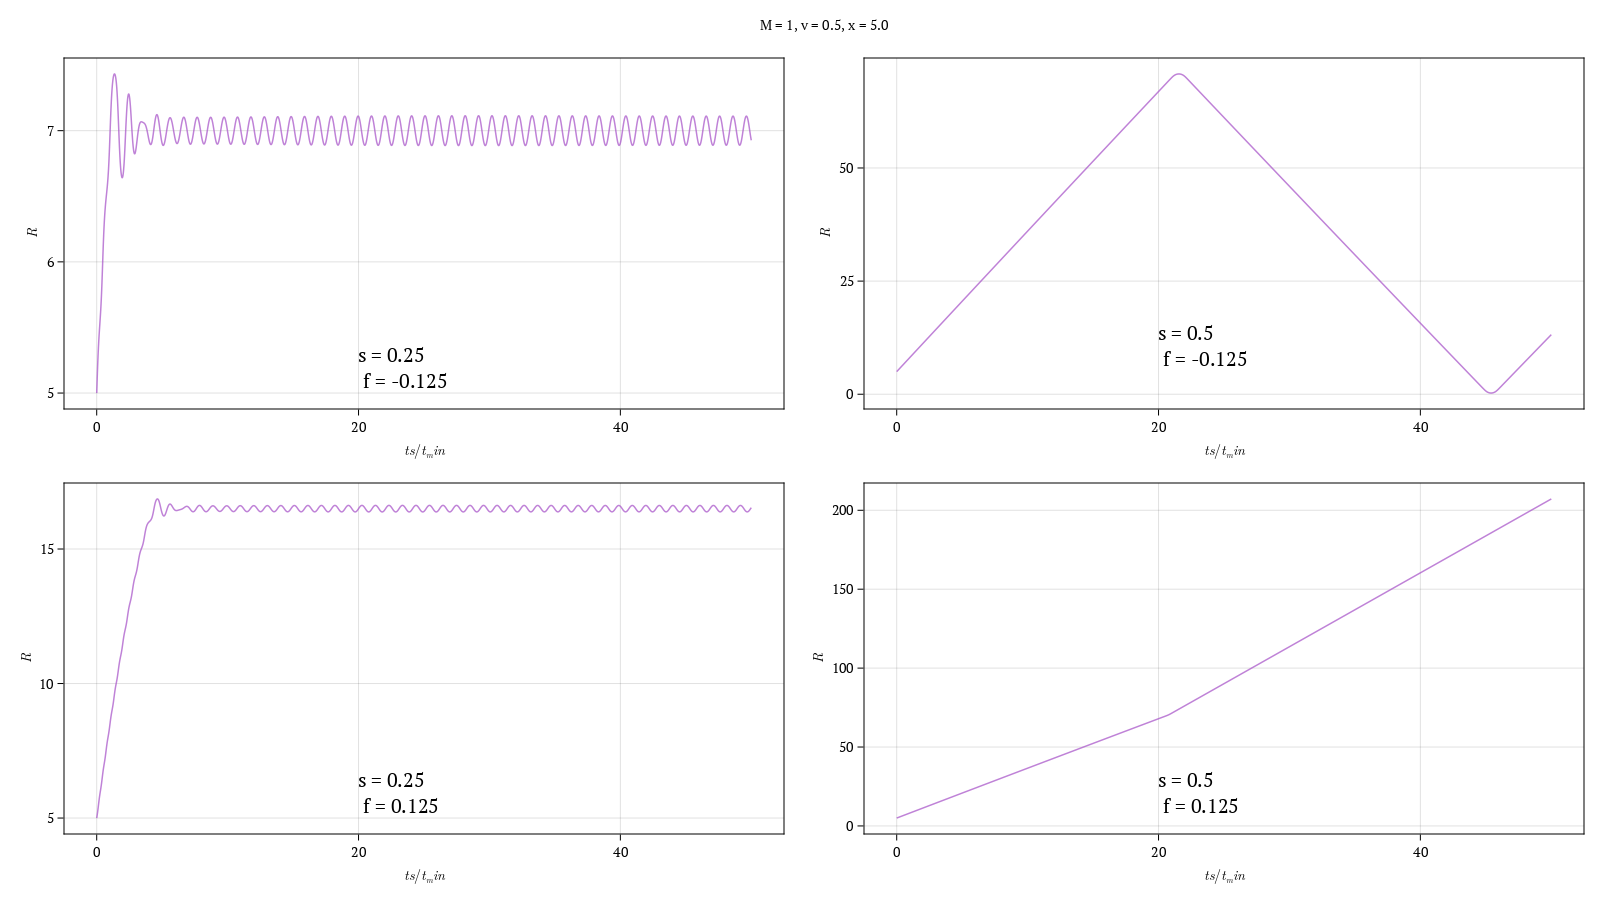 M = 1, v = 0.5, x = 5.0
R
7
6
5
s = 0.25
f = -0.125
0
20
40
ts/t_min
R
50
25
0
s = 0.5
f = -0.125
0
20
40
ts/t_min
R
15
10
5
s = 0.25
f = 0.125
0
20
40
ts/t_min
R
200
150
100
50
0
s = 0.5
f = 0.125
0
20
40
ts/t_min